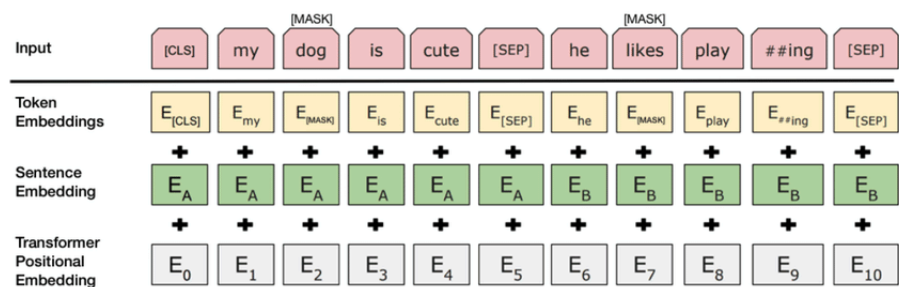 [MASK] [MASK]
Input [CLS] my dog is cute [SEP] he likes play ##ing [SEP]
Token
Embeddings
E[CLS] Emy E[MASK] Eis Ecute E[SEP] Ehe E[MASK] Eplay E##ing E[SEP]
+ + + + + + + + + + +
Sentence
Embedding
EA EA EA EA EA EA EB EB EB EB EB
+ + + + + + + + + + +
Transformer
Positional
Embedding
E0 E1 E2 E3 E4 E5 E6 E7 E8 E9 E10